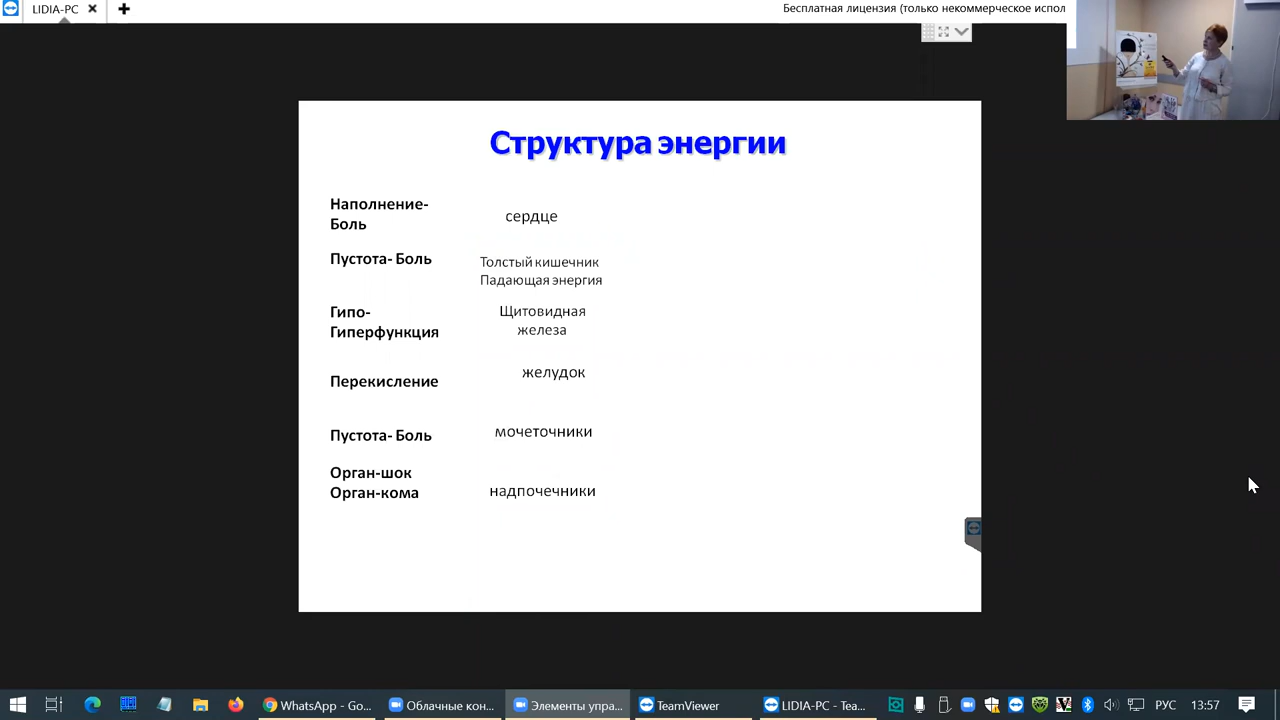 LIDIA-PC
Бесплатная лицензия (только некоммерческое испол
Структура энергии
Наполнение-
Боль
сердце
Пустота- Боль
Толстый кишечник
Падающая энергия
Гипо-
Гиперфункция
Щитовидная
железа
Перекисление
желудок
Пустота- Боль
мочеточники
Орган-шок
Орган-кома
надпочечники
WhatsApp - Go...
Облачные кон...
Элементы упра...
TeamViewer
LIDIA-PC - Tea...
РУС
13:57